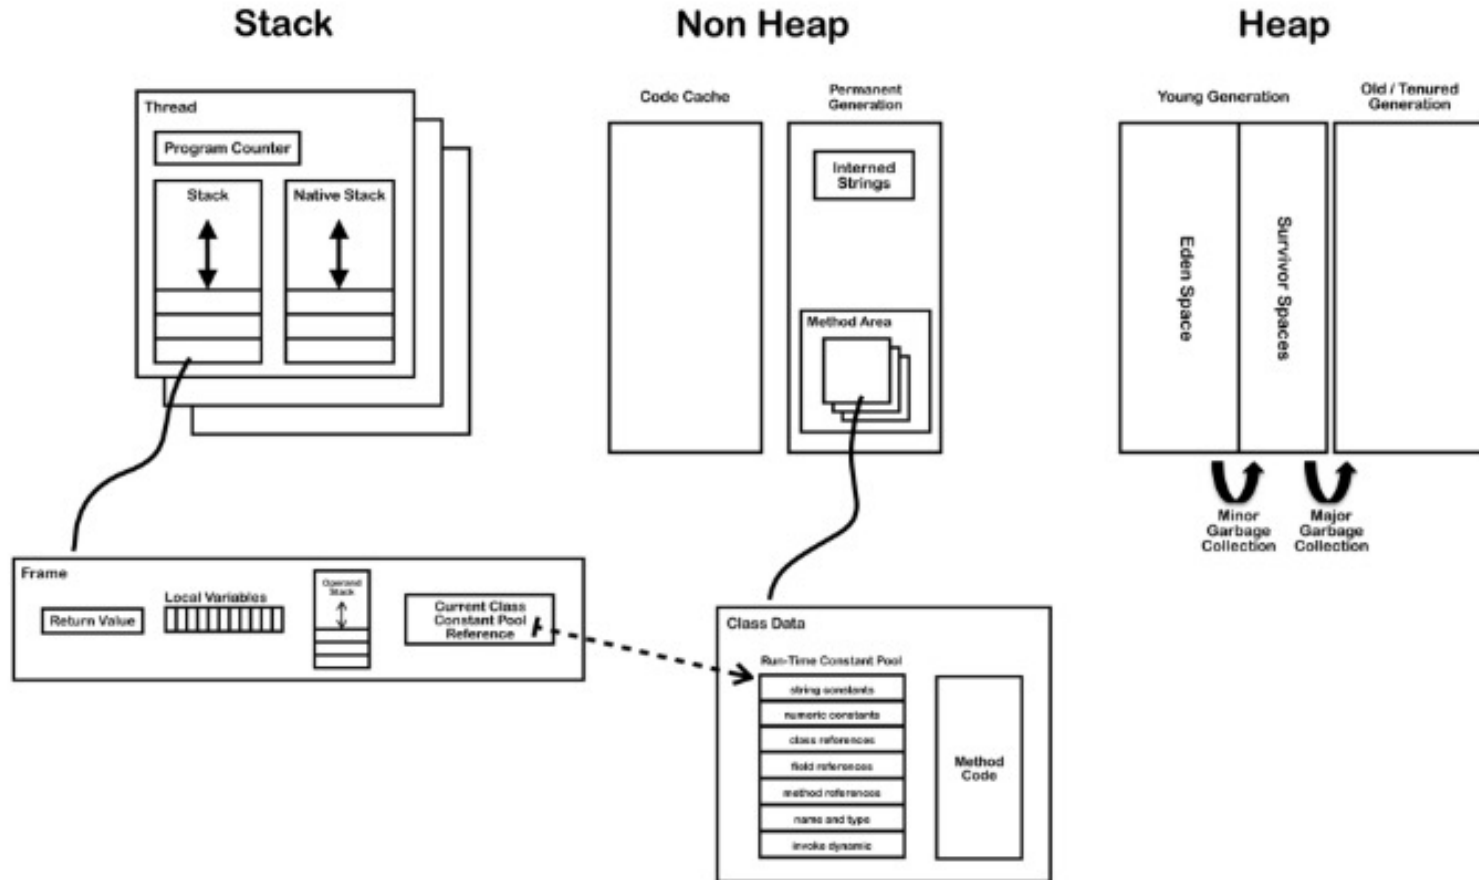 Stack
Non Heap
Heap
Thread
Program Counter
Stack
Native Stack
Code Cache
Permanent
Generation
Interned
Strings
Method Area
Young Generation
Old / Tenured
Generation
Eden Space
Survivor Spaces
Minor
Garbage
Collection
Major
Garbage
Collection
Frame
Return Value
Local Variables
Operand
Stack
Current Class
Constant Pool
Reference
Class Data
Run-Time Constant Pool
string constants
numeric constants
class references
field references
method references
name and type
invoke dynamic
Method
Code